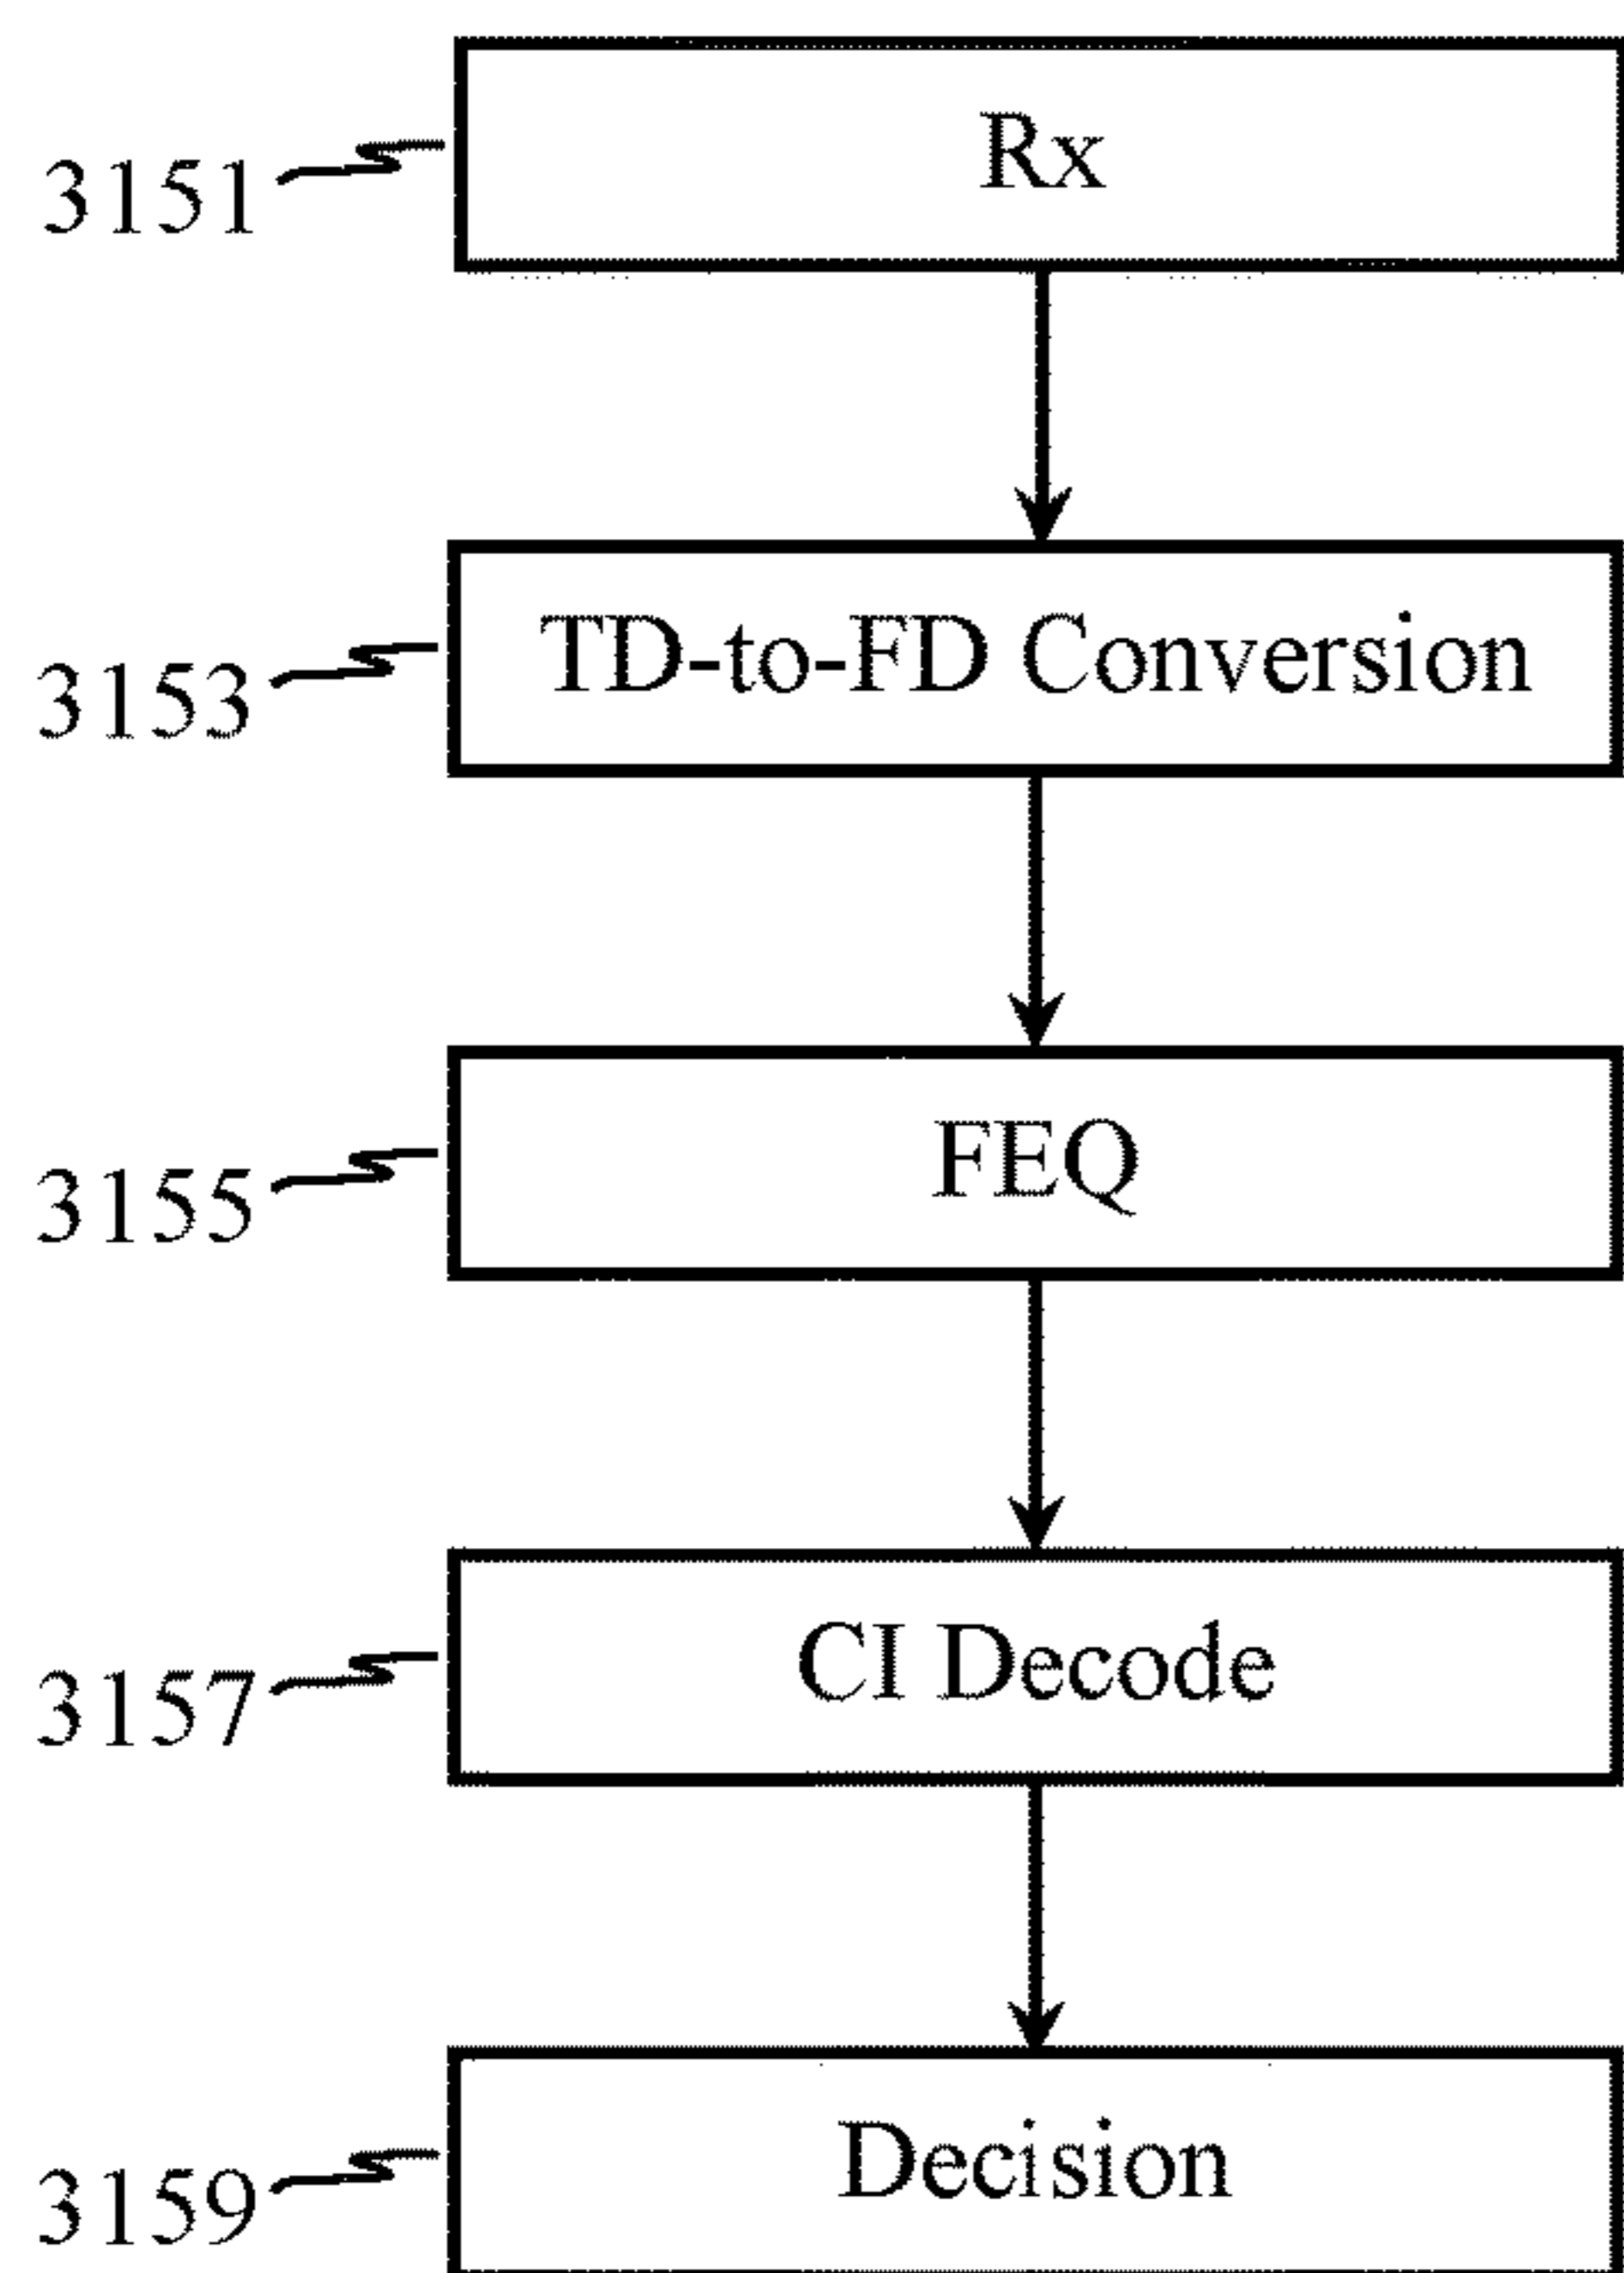 Rx
3151
TD-to-FD Conversion
3153
FEQ
3155
CI Decode
3157
Decision
3159